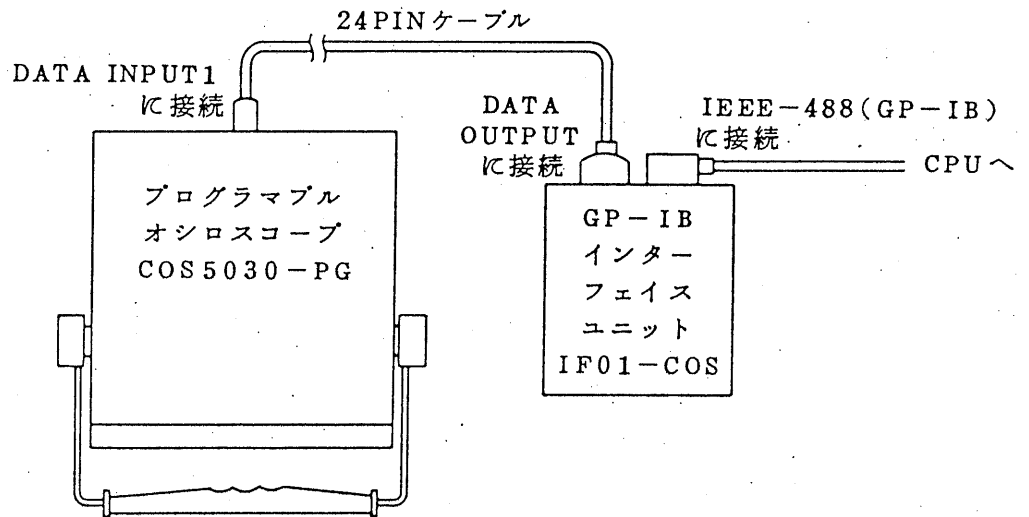 24PINケーブル
DATA INPUT1
に接続
DATA
OUTPUT
に接続
IEEE-488(GP-IB)
に接続
CPUへ
プログラマブル
オシロスコープ
COS5030-PG
GP-IB
インター
フェイス
ユニット
IF01-COS